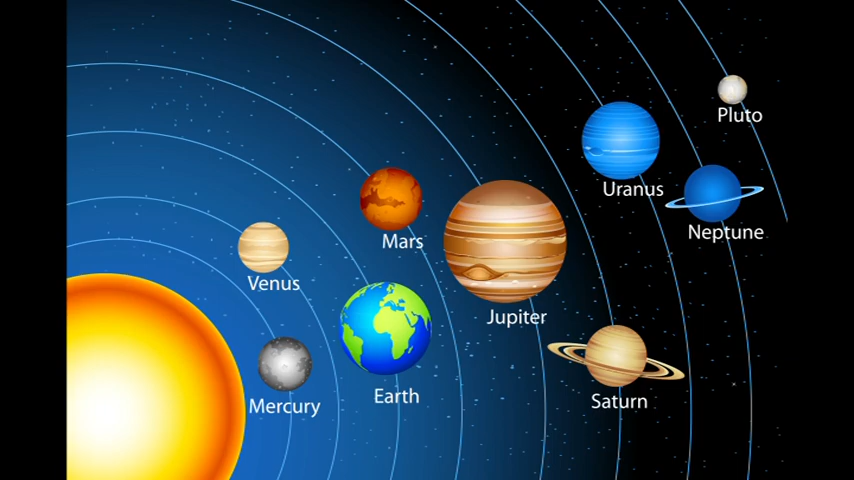 Pluto
Uranus
Neptune
Mars
Venus
Jupiter
Earth
Saturn
Mercury